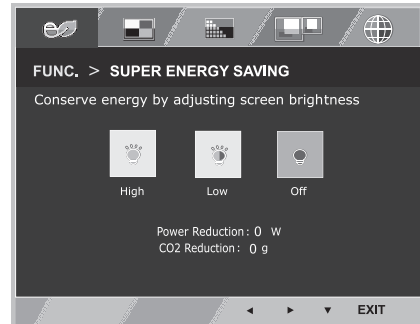 FUNC. > SUPER ENERGY SAVING
Conserve energy by adjusting screen brightness
High Low Off
Power Reduction : 0 W
CO2 Reduction : 0 g
EXIT